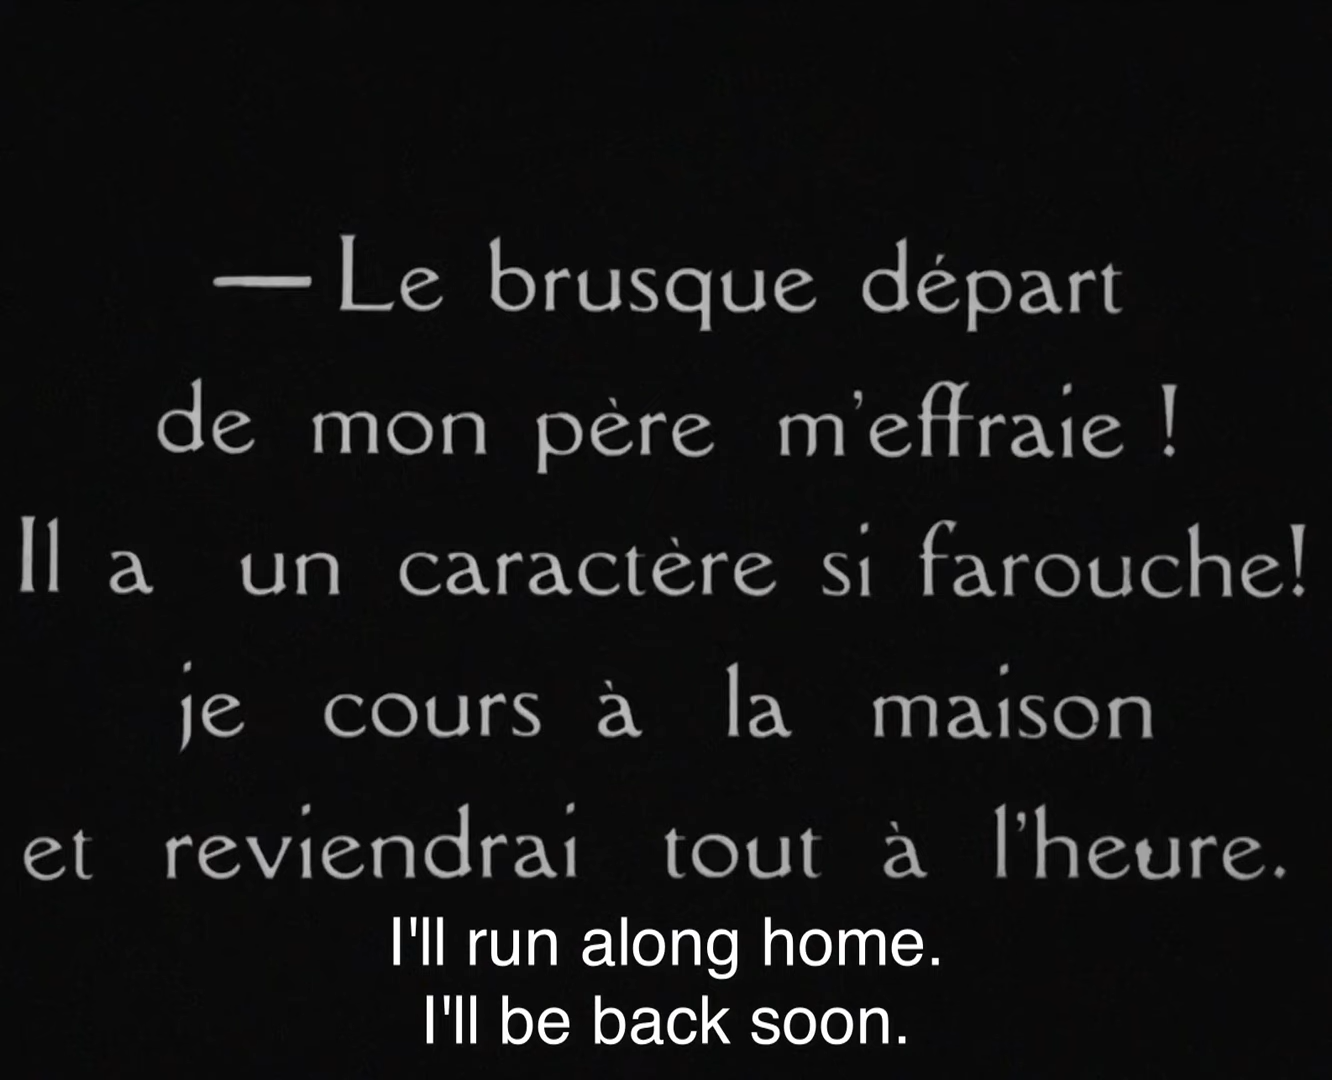 — Le brusque départ
de mon père m'effraie !
Il a un caractère si farouche!
je cours à la maison
et reviendrai tout à l'heure.
I'll run along home.
I'll be back soon.